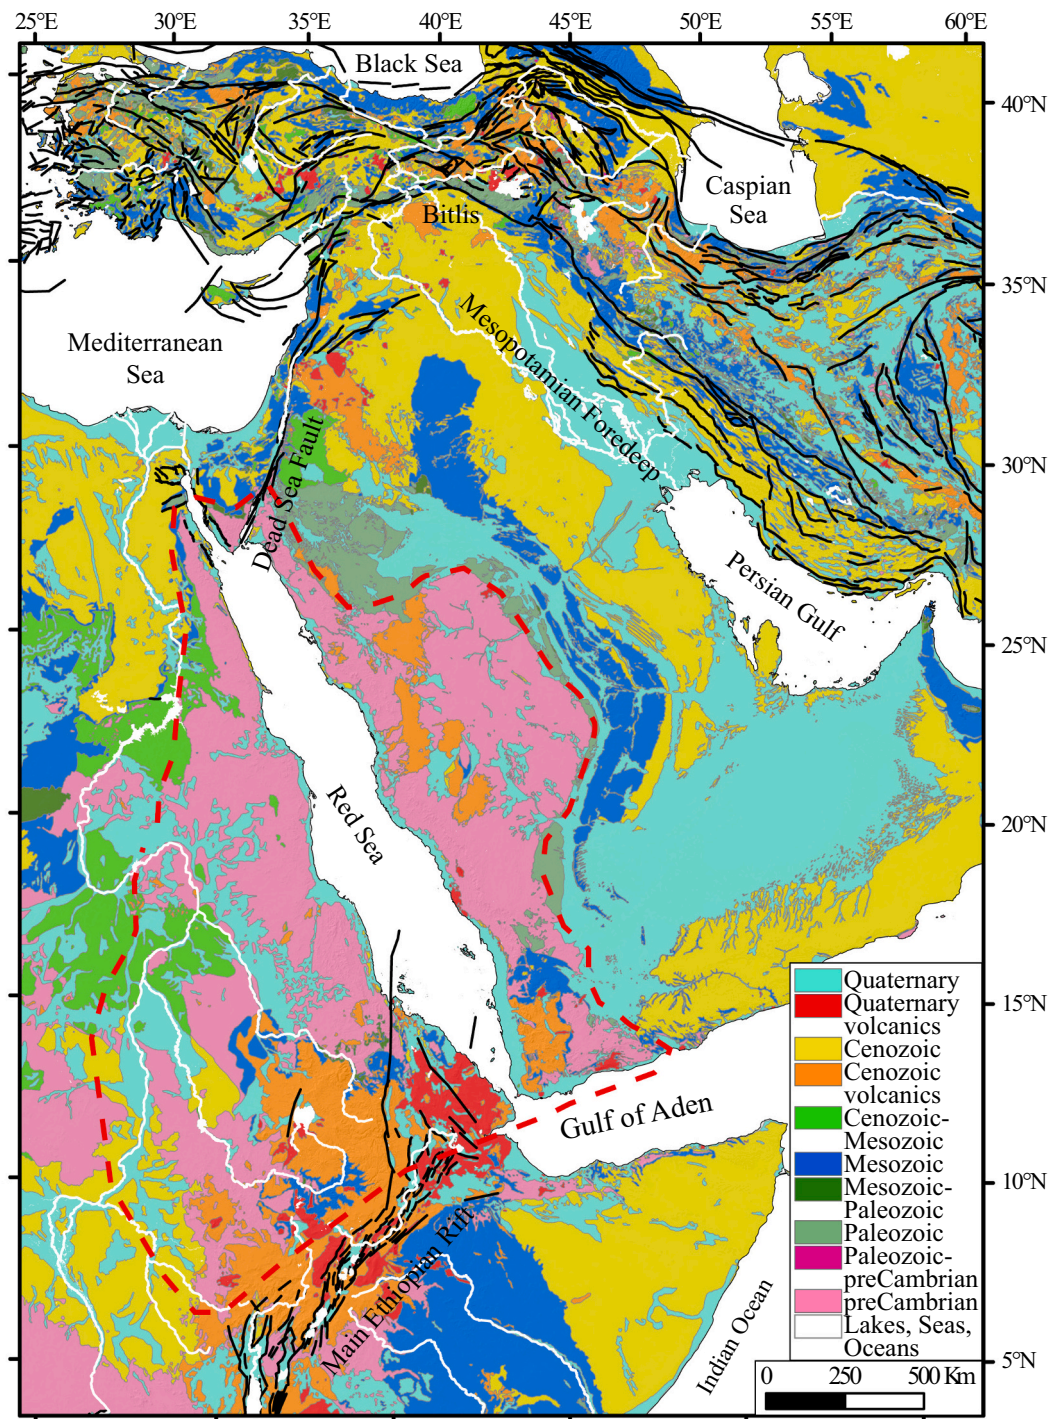 25°E 30°E 35°E 40°E 45°E 50°E 55°E 60°E
Black Sea
40°N
Caspian
Sea
Bitlis
35°N
Mediterranean
Sea
Mesopotamian Foredeep
30°N
Dead Sea Fault
Persian Gulf
25°N
Red Sea
20°N
15°N
Gulf of Aden
10°N
Main Ethiopian Rift
Indian Ocean
5°N
Quaternary
Quaternary
volcanics
Cenozoic
Cenozoic
volcanics
Cenozoic-
Mesozoic
Mesozoic
Mesozoic-
Paleozoic
Paleozoic
Paleozoic-
preCambrian
preCambrian
Lakes, Seas,
Oceans
0 250 500 Km